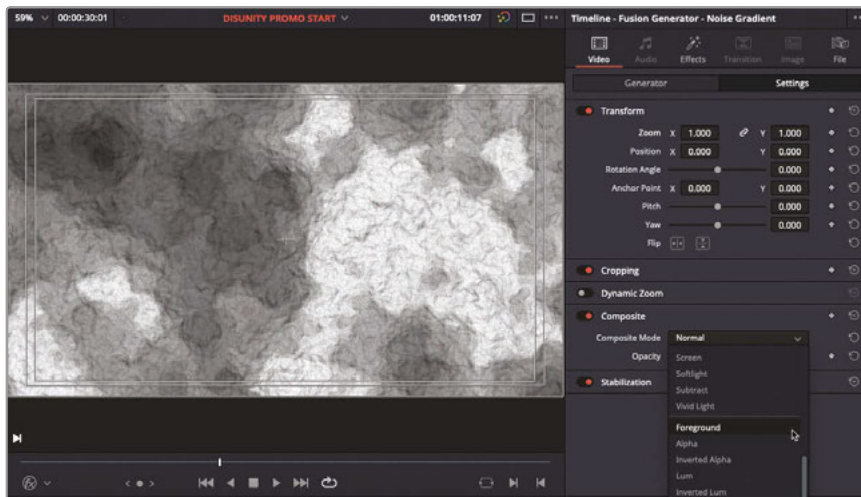 59% 00:00:30:01 DISUNITY PROMO START 01:00:11:07
Timeline - Fusion Generator - Noise Gradient
Video Audio Effects Transition Image File
Generator Settings
Transform
Zoom X 1.000 Y 1.000
Position X 0.000 Y 0.000
Rotation Angle 0.000
Anchor Point X 0.000 Y 0.000
Pitch 0.000
Yaw 0.000
Flip
Cropping
Dynamic Zoom
Composite
Composite Mode Normal
Opacity
Screen
Softlight
Subtract
Stabilization
Vivid Light
Foreground
Alpha
Inverted Alpha
Lum
Inverted Lum